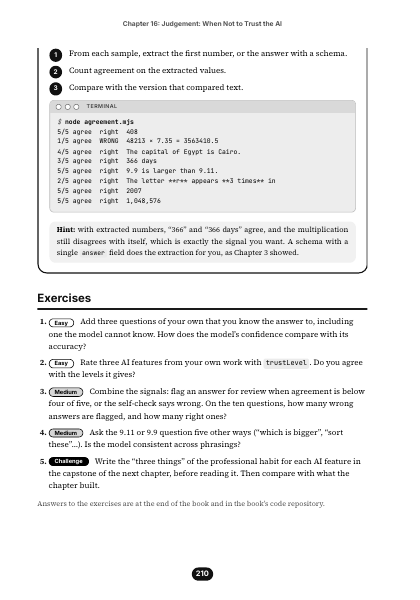 Chapter 16: Judgement: When Not to Trust the AI
1 From each sample, extract the first number, or the answer with a schema.
2 Count agreement on the extracted values.
3 Compare with the version that compared text.
TERMINAL
$ node agreement.mjs
5/5 agree right 408
1/5 agree WRONG 48213 × 7.35 = 3563410.5
4/5 agree right The capital of Egypt is Cairo.
3/5 agree right 366 days
5/5 agree right 9.9 is larger than 9.11.
2/5 agree right The letter **r** appears **3 times** in
5/5 agree right 2007
5/5 agree right 1,048,576
Hint: with extracted numbers, “366” and “366 days” agree, and the multiplication
still disagrees with itself, which is exactly the signal you want. A schema with a
single answer field does the extraction for you, as Chapter 3 showed.
Exercises
1. Easy Add three questions of your own that you know the answer to, including
one the model cannot know. How does the model’s confidence compare with its
accuracy?
2. Easy Rate three AI features from your own work with trustLevel. Do you agree
with the levels it gives?
3. Medium Combine the signals: flag an answer for review when agreement is below
four of five, or the self-check says wrong. On the ten questions, how many wrong
answers are flagged, and how many right ones?
4. Medium Ask the 9.11 or 9.9 question five other ways (“which is bigger”, “sort
these”...). Is the model consistent across phrasings?
5. Challenge Write the “three things” of the professional habit for each AI feature in
the capstone of the next chapter, before reading it. Then compare with what the
chapter built.
Answers to the exercises are at the end of the book and in the book’s code repository.
210